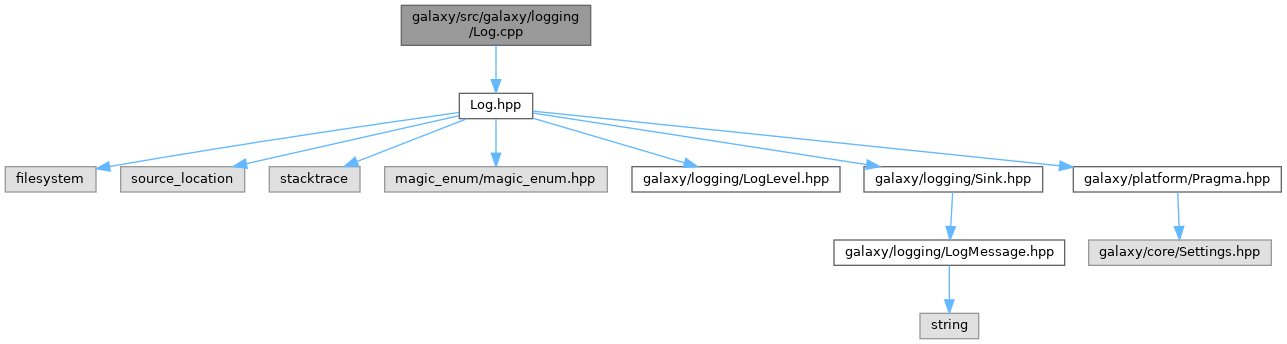 galaxy/src/galaxy/logging
/Log.cpp
Log.hpp
filesystem
source_location
stacktrace
magic_enum/magic_enum.hpp
galaxy/logging/LogLevel.hpp
galaxy/logging/Sink.hpp
galaxy/platform/Pragma.hpp
galaxy/logging/LogMessage.hpp
galaxy/core/Settings.hpp
string